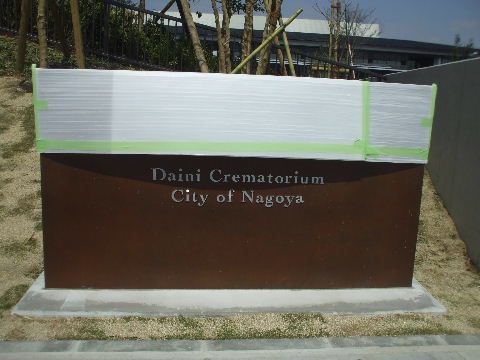 Daini Crematorium
City of Nagoya